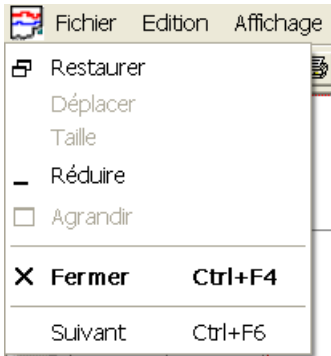 Fichier Edition Affichage
Restaurer
Déplacer
Taille
Réduire
Agrandir
Fermer Ctrl+F4
Suivant Ctrl+F6